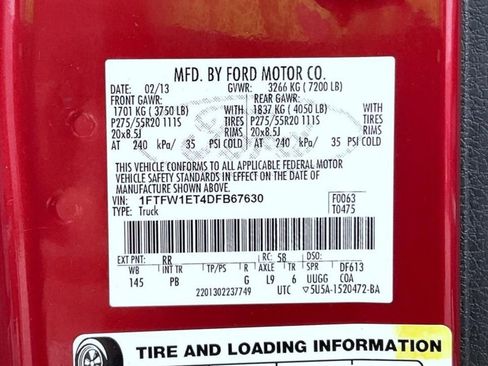 MFD. BY FORD MOTOR CO.
DATE: 02/13 GVWR: 3266 KG ( 7200 LB)
FRONT GAWR: REAR GAWR:
1701 KG ( 3750 LB) WITH 1837 KG ( 4050 LB) WITH
P275/55R20 111S TIRES P275/55R20 111S TIRES
20x8.5J RIMS 20x8.5J RIMS
AT 240 kPa/ 35 PSI COLD AT 240 kPa/ 35 PSI COLD
THIS VEHICLE CONFORMS TO ALL APPLICABLE FEDERAL MOTOR
VEHICLE SAFETY STANDARDS IN EFFECT ON THE DATE OF
MANUFACTURE SHOWN ABOVE.
VIN: 1FTFW1ET4DFB67630 F0063
TYPE: Truck T0475
EXT PNT: RR RC: 58 DSO:
WB INT TR TP/PS R AXLE TR SPR DF613
145 PB G L9 6 UUGG COA
2201302237749 UTC 5U5A-1520472-BA
TIRE AND LOADING INFORMATION